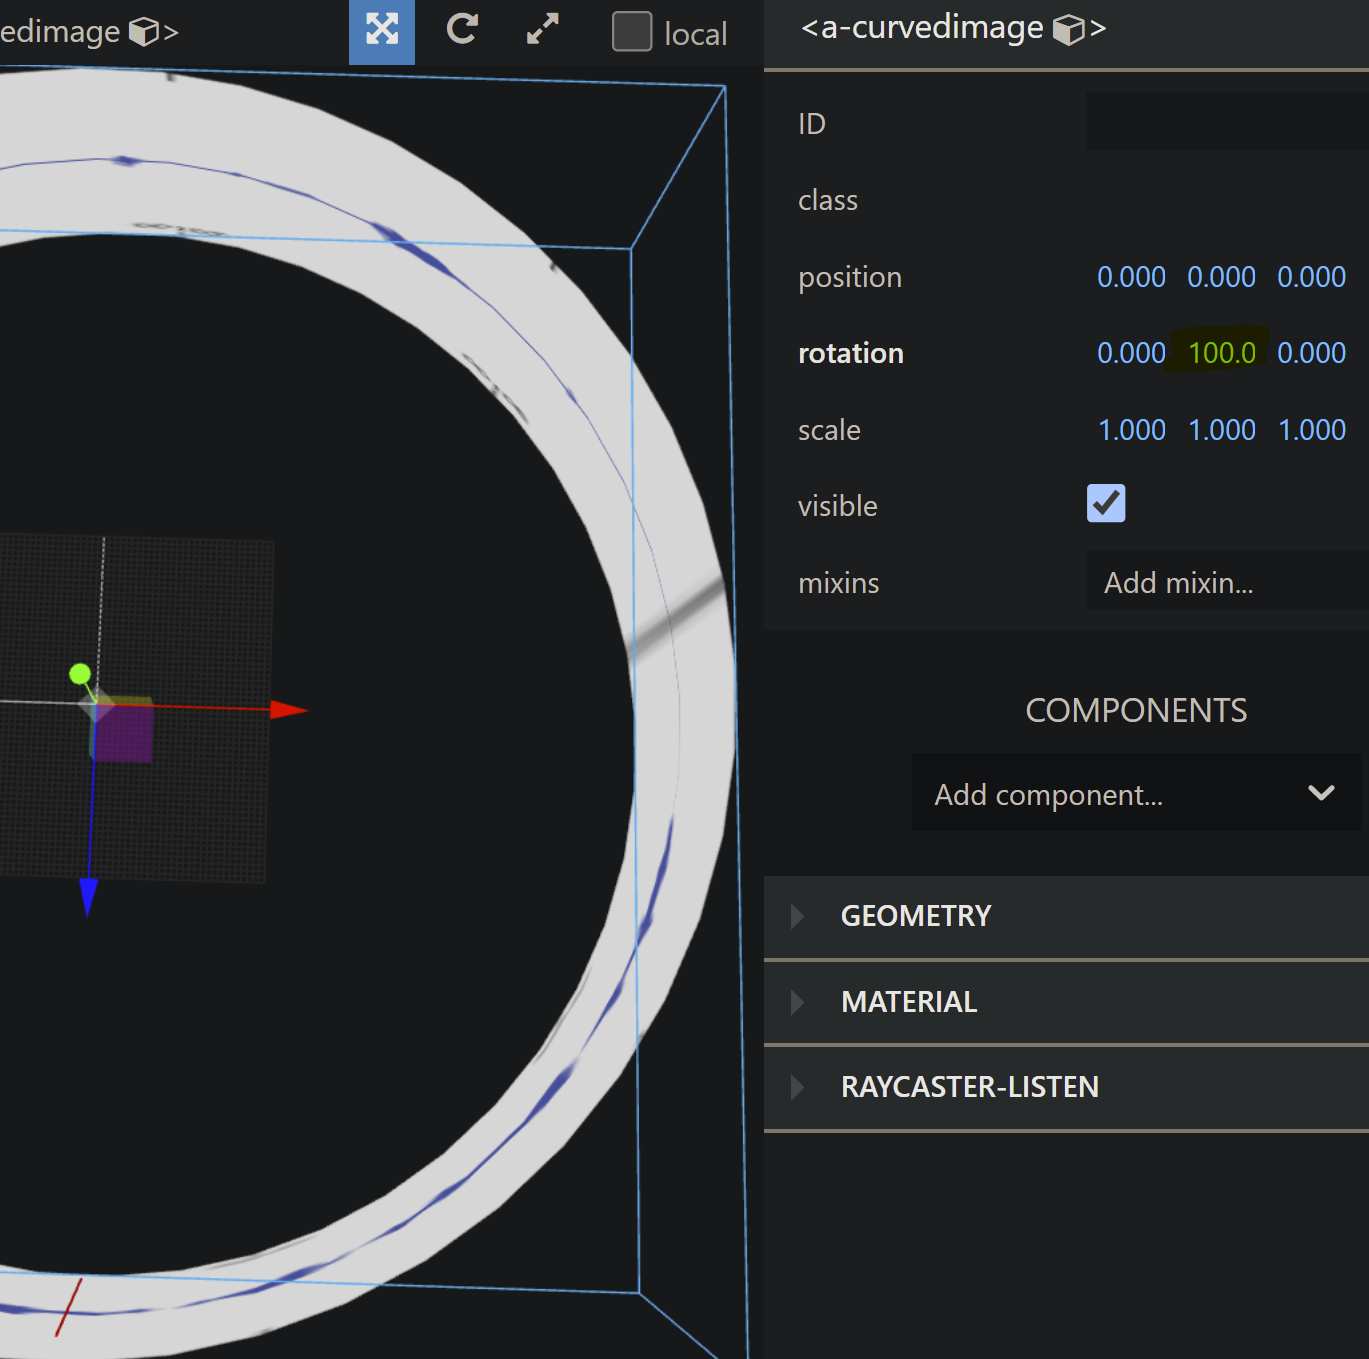 edimage >
local
<a-curvedimage >
ID
class
position 0.000 0.000 0.000
rotation 0.000 100.0 0.000
scale 1.000 1.000 1.000
visible
mixins Add mixin...
COMPONENTS
Add component...
GEOMETRY
MATERIAL
RAYCASTER-LISTEN